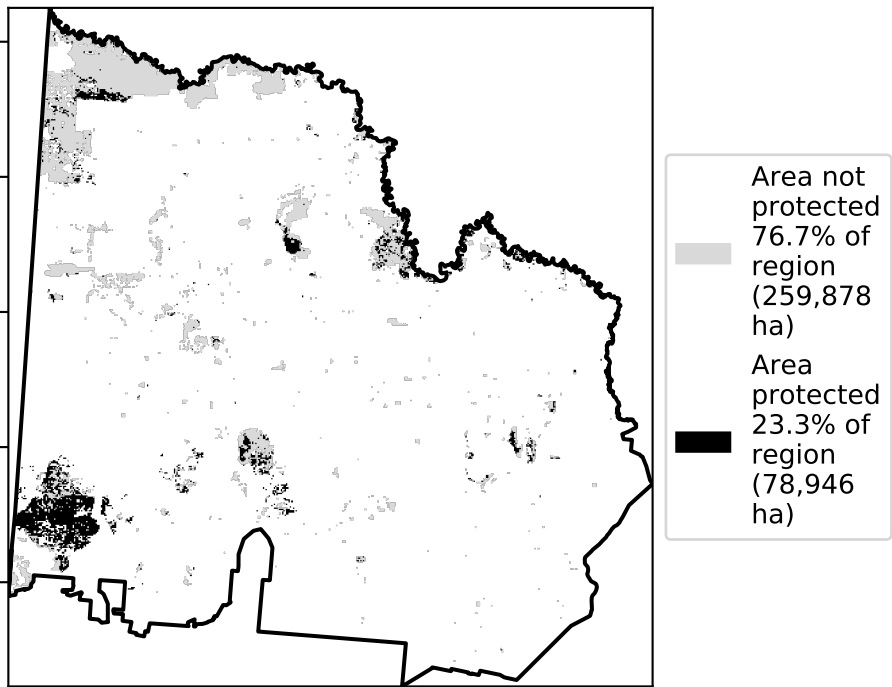 Area not
protected
76.7% of
region
(259,878
ha)
Area
protected
23.3% of
region
(78,946
ha)